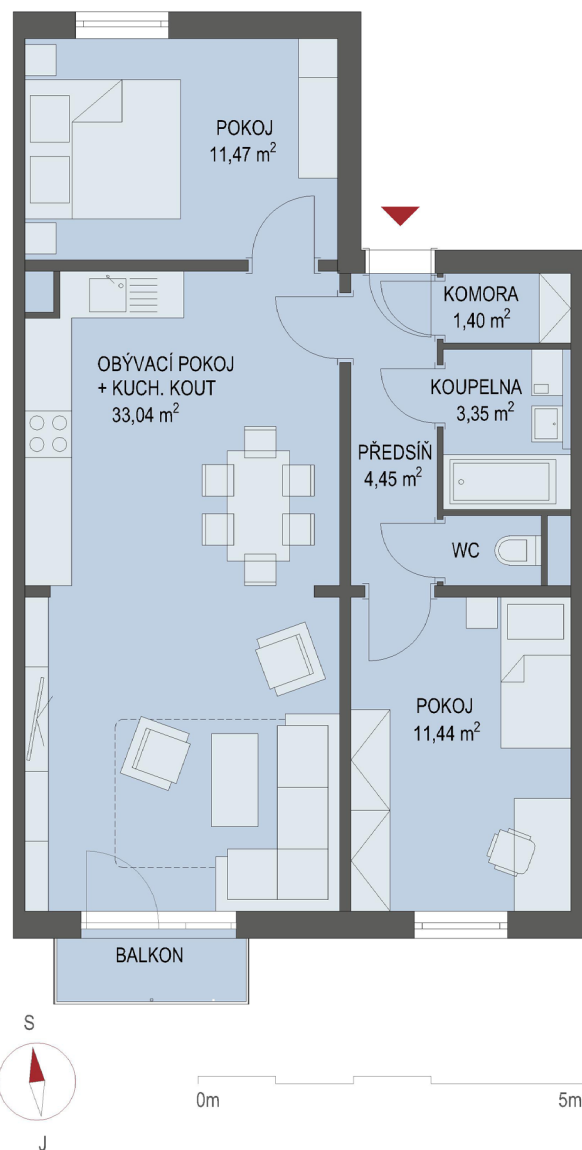 POKOJ
11,47 m²
KOMORA
1,40 m²
OBÝVACÍ POKOJ
+ KUCH. KOUT
33,04 m²
KOUPELNA
3,35 m²
PŘEDSÍŇ
4,45 m²
WC
POKOJ
11,44 m²
BALKON
S
J
0m
5m